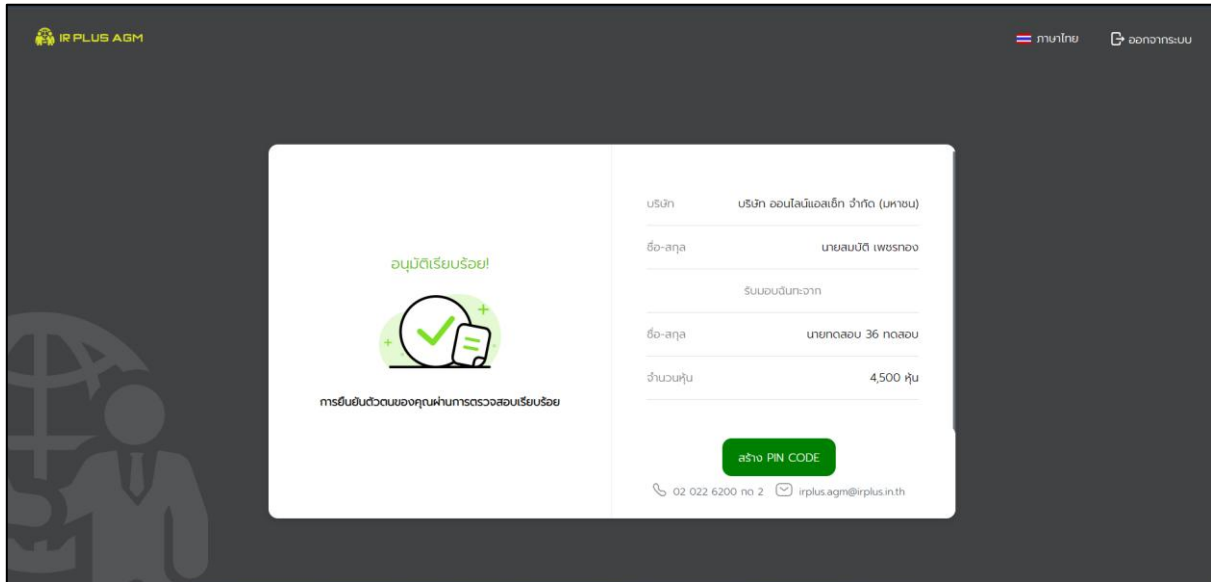 IR PLUS AGM
ภาษาไทย
ออกจากระบบ
อนุมัติเรียบร้อย!
การยืนยันตัวตนของคุณผ่านการตรวจสอบเรียบร้อย
บริษัท บริษัท ออนไลน์แอสเซ็ท จำกัด (มหาชน)
ชื่อ-สกุล นายสมบัติ เพชรทอง
รับมอบฉันทะจาก
ชื่อ-สกุล นายทดสอบ 36 ทดสอบ
จำนวนหุ้น 4,500 หุ้น
สร้าง PIN CODE
02 022 6200 กด 2 irplus.agm@irplus.in.th